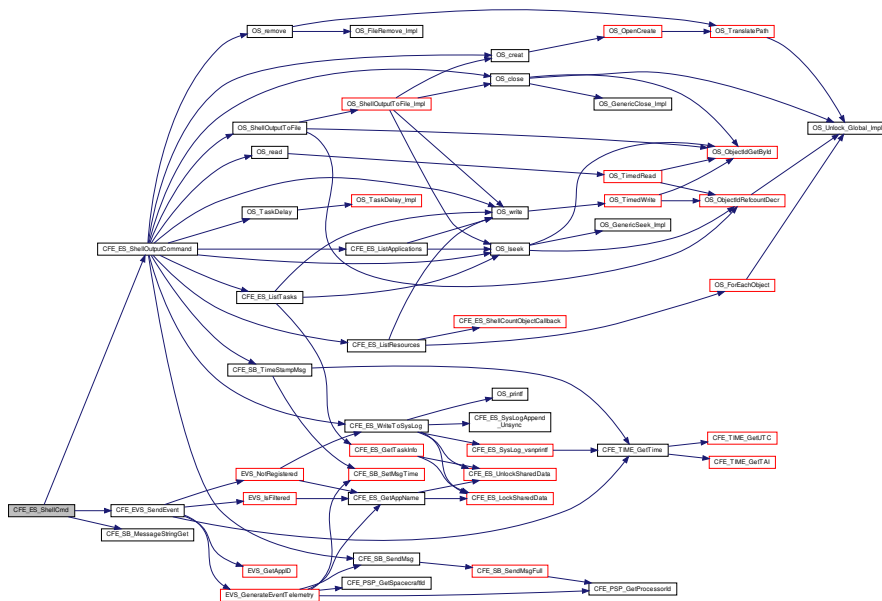 OS_remove
OS_FileRemove_Impl
OS_OpenCreate
OS_TranslatePath
OS_creat
OS_close
OS_ShellOutputToFile_Impl
OS_GenericClose_Impl
OS_ShellOutputToFile
OS_Unlock_Global_Impl
OS_read
OS_ObjectIdGetById
OS_TimedRead
OS_TaskDelay
OS_TaskDelay_Impl
OS_write
OS_TimedWrite
OS_ObjectIdRefcountDecr
OS_GenericSeek_Impl
CFE_ES_ShellOutputCommand
CFE_ES_ListApplications
OS_lseek
OS_ForEachObject
CFE_ES_ListTasks
CFE_ES_ShellCountObjectCallback
CFE_ES_ListResources
CFE_SB_TimeStampMsg
OS_printf
CFE_ES_WriteToSysLog
CFE_ES_SysLogAppend
_Unsync
CFE_TIME_GetUTC
CFE_ES_GetTaskInfo
CFE_ES_SysLog_vsnprintf
CFE_TIME_GetTime
CFE_TIME_GetTAI
EVS_NotRegistered
CFE_SB_SetMsgTime
CFE_ES_UnlockSharedData
EVS_IsFiltered
CFE_ES_GetAppName
CFE_ES_LockSharedData
CFE_ES_ShellCmd
CFE_EVS_SendEvent
CFE_SB_MessageStringGet
CFE_SB_SendMsg
EVS_GetAppID
CFE_SB_SendMsgFull
CFE_PSP_GetSpacecraftId
CFE_PSP_GetProcessorId
EVS_GenerateEventTelemetry